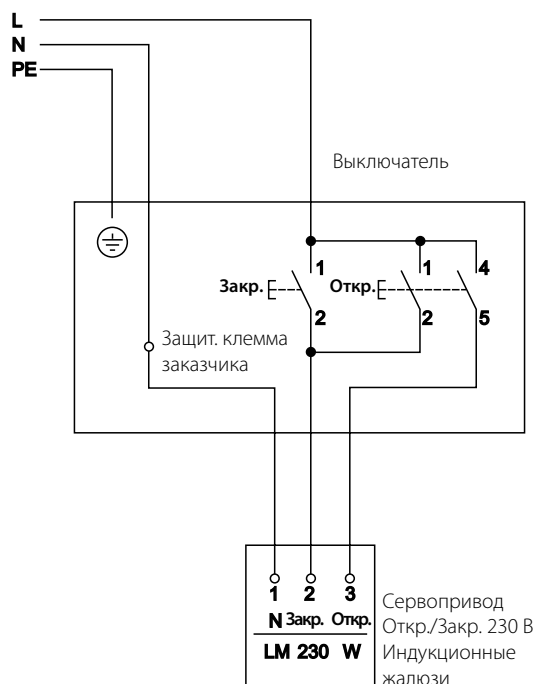 L
N
PE
Выключатель
1
1
4
Закр.
Откр.
2
2
5
Защит. клемма
заказчика
1 2 3
N Закр. Откр.
LM 230 W
Сервопривод
Откр./Закр. 230 В
Индукционные
жалюзи